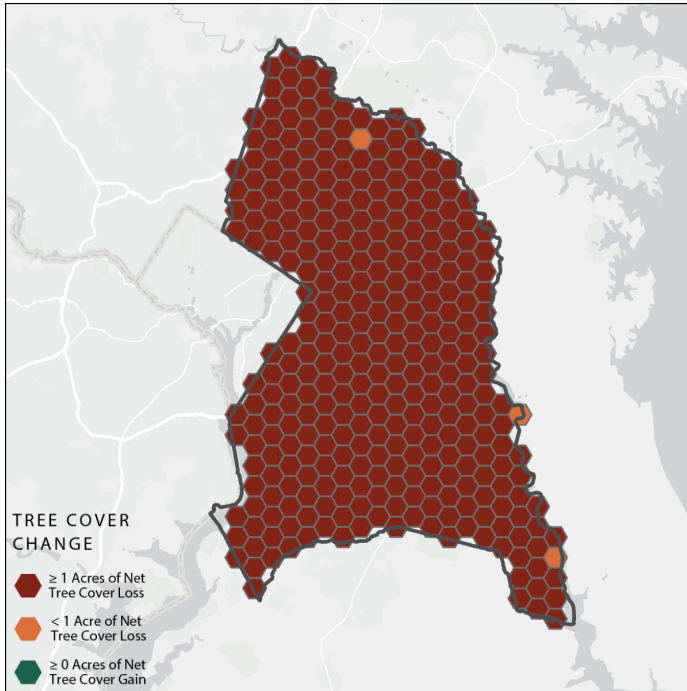 TREE COVER
CHANGE
≥ 1 Acres of Net
Tree Cover Loss
< 1 Acre of Net
Tree Cover Loss
≥ 0 Acres of Net
Tree Cover Gain